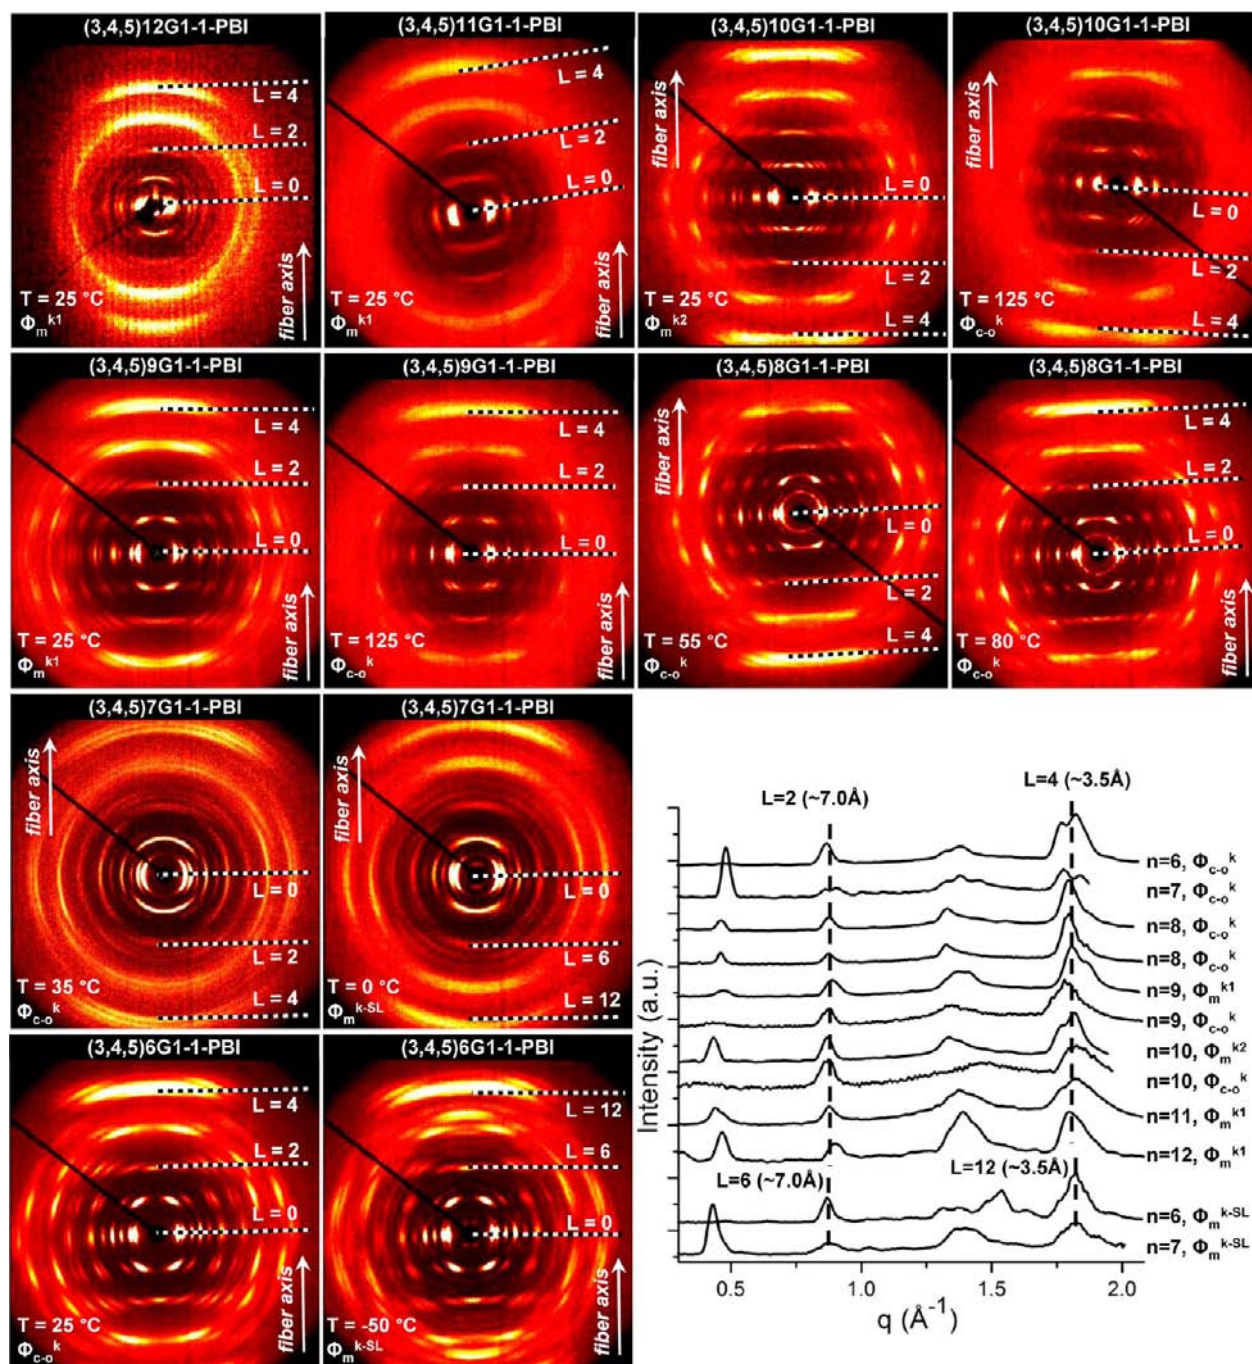 (3,4,5)12G1-1-PBI
L = 4
L = 2
L = 0
T = 25 °C
Φm k1
fiber axis
(3,4,5)11G1-1-PBI
L = 4
L = 2
L = 0
T = 25 °C
Φm k1
fiber axis
(3,4,5)10G1-1-PBI
fiber axis
L = 0
L = 2
T = 25 °C
Φm k2
L = 4
(3,4,5)10G1-1-PBI
fiber axis
L = 0
L = 2
T = 125 °C
Φc-o k
L = 4
(3,4,5)9G1-1-PBI
L = 4
L = 2
L = 0
T = 25 °C
Φm k1
fiber axis
(3,4,5)9G1-1-PBI
L = 4
L = 2
L = 0
T = 125 °C
Φc-o k
fiber axis
(3,4,5)8G1-1-PBI
fiber axis
L = 0
L = 2
T = 55 °C
L = 4
Φc-o k
(3,4,5)8G1-1-PBI
L = 4
L = 2
L = 0
T = 80 °C
Φc-o k
fiber axis
(3,4,5)7G1-1-PBI
fiber axis
L = 0
L = 2
T = 35 °C
L = 4
Φc-o k
(3,4,5)7G1-1-PBI
fiber axis
L = 0
L = 6
T = 0 °C
L = 12
Φm k-SL
(3,4,5)6G1-1-PBI
L = 4
L = 2
L = 0
T = 25 °C
Φc-o k
fiber axis
(3,4,5)6G1-1-PBI
L = 12
L = 6
L = 0
T = -50 °C
Φm k-SL
fiber axis
L=4 (~3.5Å)
L=2 (~7.0Å)
n=6, Φc-o k
n=7, Φc-o k
n=8, Φc-o k
n=8, Φc-o k
n=9, Φm k1
n=9, Φc-o k
n=10, Φm k2
n=10, Φc-o k
n=11, Φm k1
n=12, Φm k1
L=6 (~7.0Å)
L=12 (~3.5Å)
n=6, Φm k-SL
n=7, Φm k-SL
Intensity (a.u.)
0.5 1.0 1.5 2.0
q (Å-1)